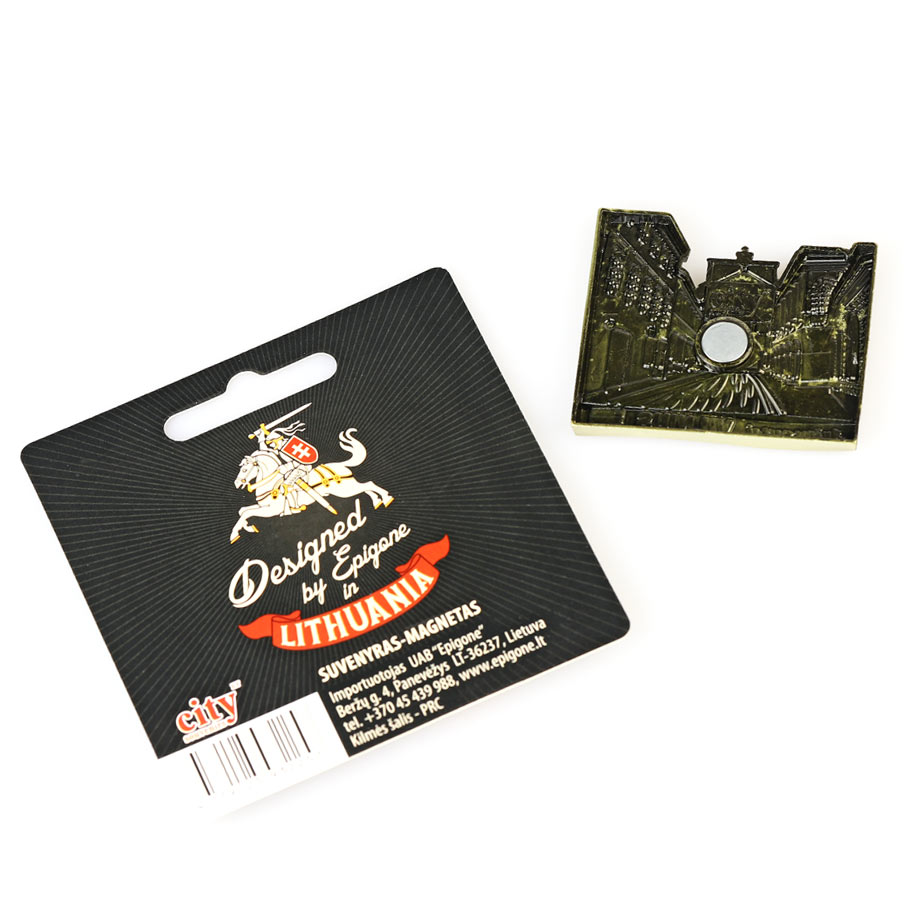 Designed
by Epigone
in
LITHUANIA
SUVENYRAS-MAGNETAS
Importuotojas UAB "Epigone"
Beržų g. 4, Panevėžys LT-36237, Lietuva
tel. +370 45 439 988, www.epigone.lt
Kilmės šalis - PRC
city